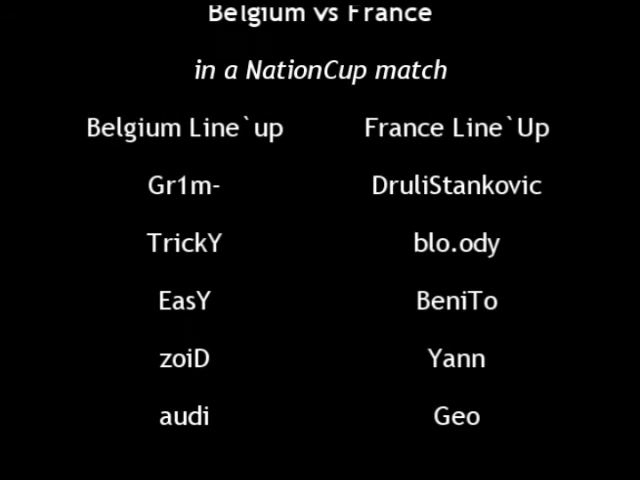 Belgium vs France
in a NationCup match
Belgium Line`up France Line`Up
Gr1m- DruliStankovic
TrickY blo.ody
EasY BeniTo
zoiD Yann
audi Geo